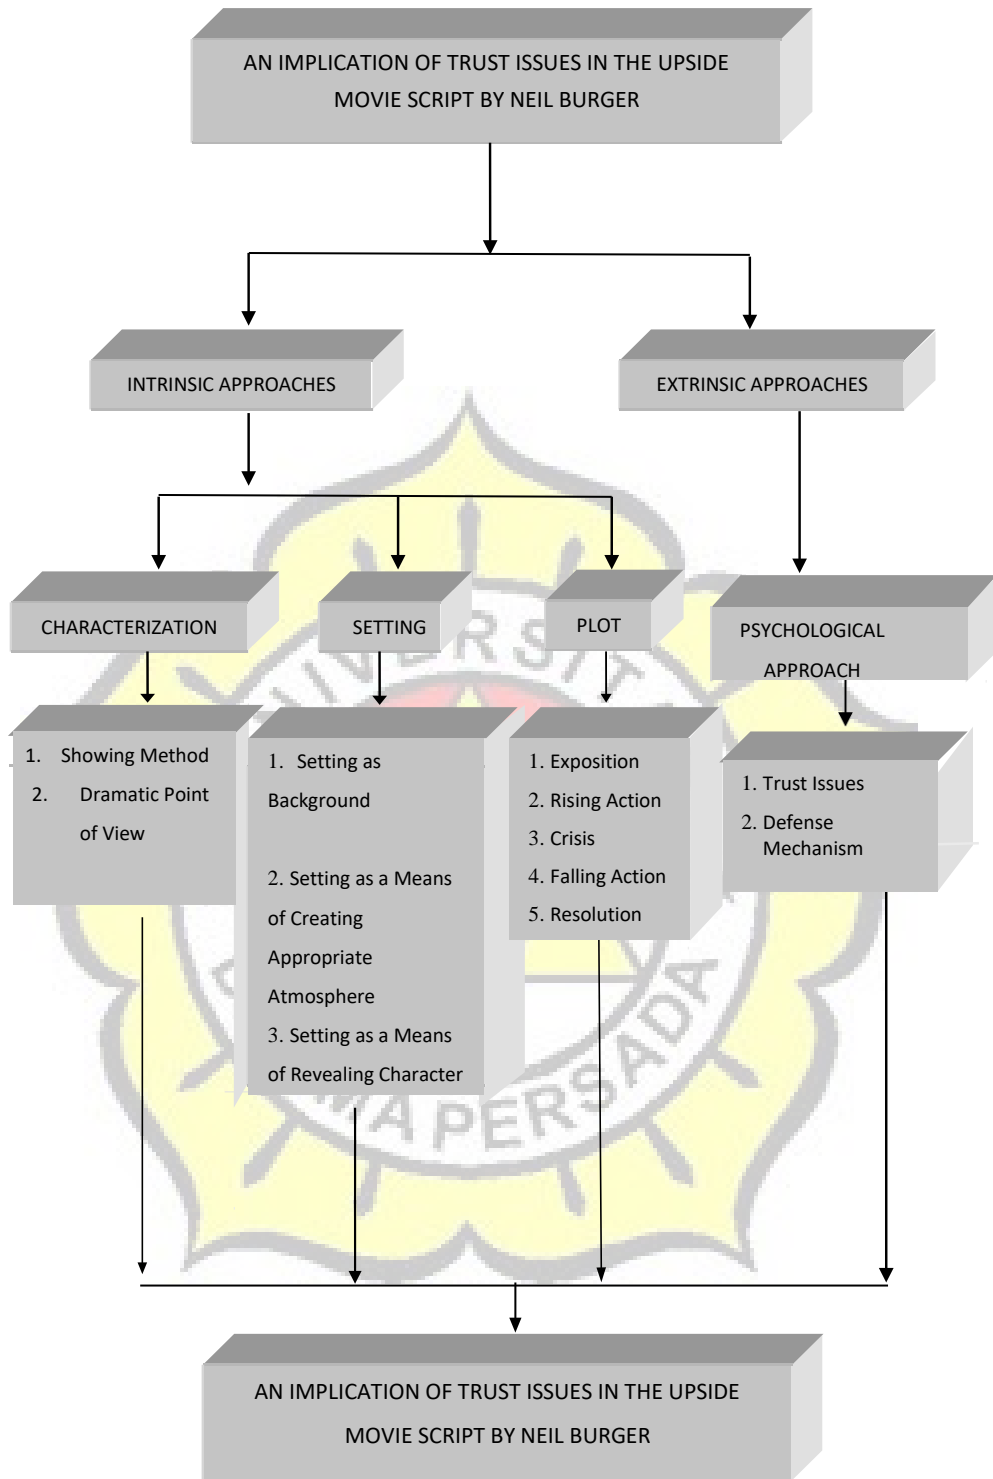 AN IMPLICATION OF TRUST ISSUES IN THE UPSIDE
MOVIE SCRIPT BY NEIL BURGER
INTRINSIC APPROACHES
EXTRINSIC APPROACHES
CHARACTERIZATION
SETTING
PLOT
PSYCHOLOGICAL
APPROACH
1. Showing Method
2. Dramatic Point
of View
1. Setting as
Background
2. Setting as a Means
of Creating
Appropriate
Atmosphere
3. Setting as a Means
of Revealing Character
1. Exposition
2. Rising Action
3. Crisis
4. Falling Action
5. Resolution
1. Trust Issues
2. Defense
Mechanism
AN IMPLICATION OF TRUST ISSUES IN THE UPSIDE
MOVIE SCRIPT BY NEIL BURGER